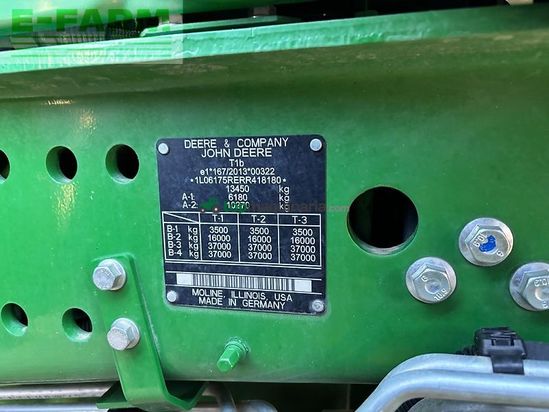 E-FARM
DEERE & COMPANY
JOHN DEERE
T1b
e1*167/2013*00322
*1L06175RERR418180*
13450 kg
A-1: 6180 kg
A-2: 10270 kg
T-1 T-2 T-3
B-1 kg 3500 3500 3500
B-2 kg 16000 16000 16000
B-3 kg 37000 37000 37000
B-4 kg 37000 37000 37000
MOLINE, ILLINOIS, USA
MADE IN GERMANY